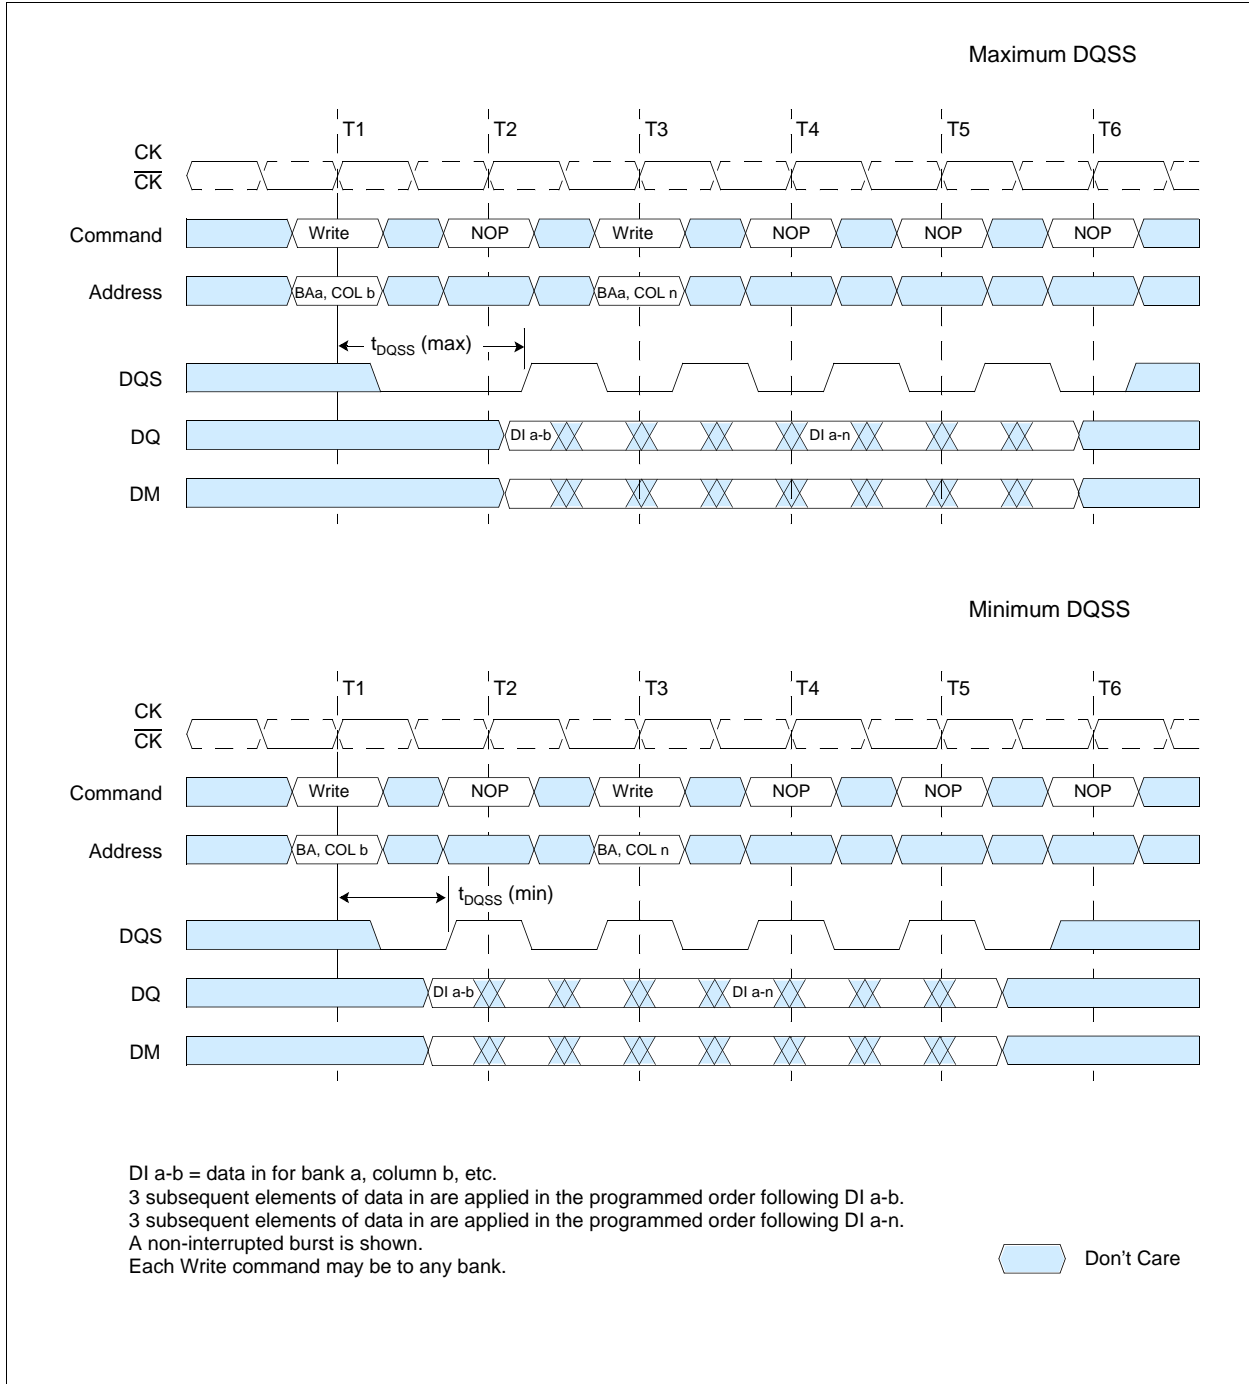 Maximum DQSS
T1 T2 T3 T4 T5 T6
CK
CK
Command Write NOP Write NOP NOP NOP
Address BAa, COL b BAa, COL n
tDQSS (max)
DQS
DQ DI a-b DI a-n
DM
Minimum DQSS
T1 T2 T3 T4 T5 T6
CK
CK
Command Write NOP Write NOP NOP NOP
Address BA, COL b BA, COL n
tDQSS (min)
DQS
DQ DI a-b DI a-n
DM
DI a-b = data in for bank a, column b, etc.
3 subsequent elements of data in are applied in the programmed order following DI a-b.
3 subsequent elements of data in are applied in the programmed order following DI a-n.
A non-interrupted burst is shown.
Each Write command may be to any bank.
Don't Care